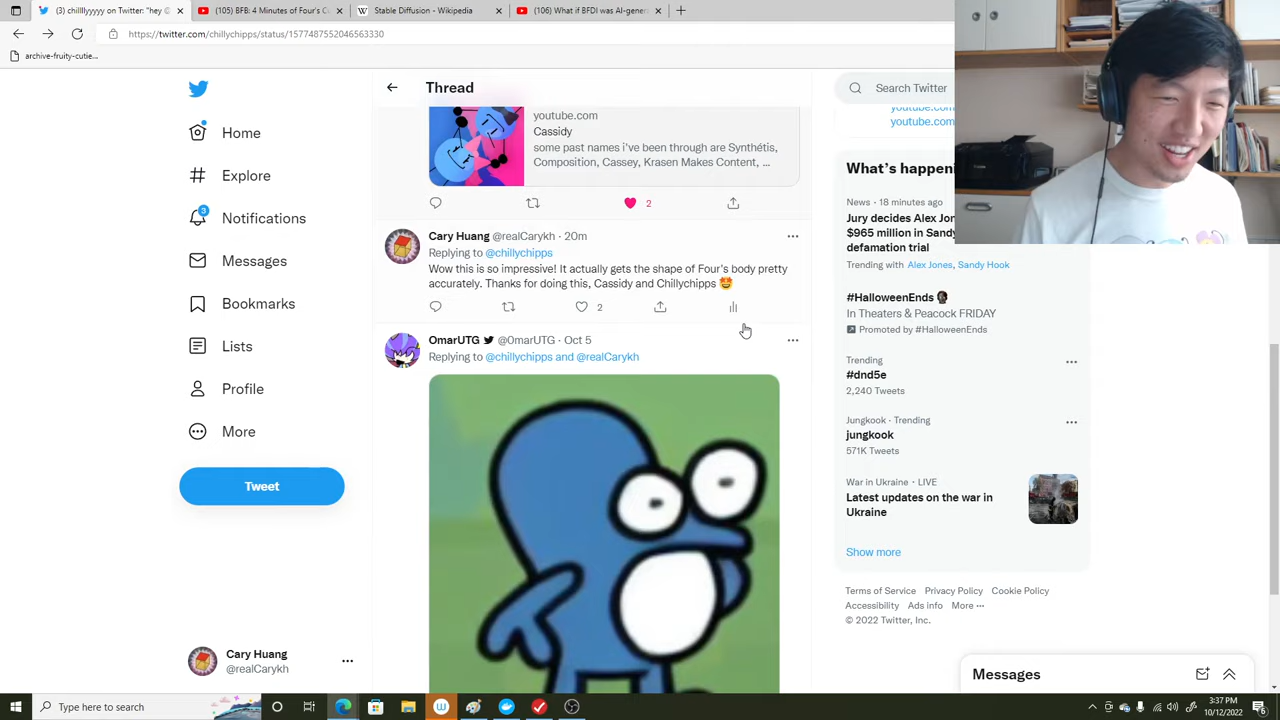 (3) chilllyyyyy on Twitter: "hey @
(105) BFB: 4 Minutes of Four's C
Stable Diffusion - Wikipedia
(106) What if BFDI was AI-gener
https://twitter.com/chillychipps/status/1577487552046563330
archive-fruity-cutie...
Thread
Search Twitter
youtube.com
youtube.com
youtube.com
Cassidy
some past names i've been through are Synthétis,
Composition, Cassey, Krasen Makes Content, ...
2
Cary Huang @realCarykh · 20m
Replying to @chillychipps
Wow this is so impressive! It actually gets the shape of Four's body pretty
accurately. Thanks for doing this, Cassidy and Chillychipps 🤩
2
OmarUTG @0marUTG · Oct 5
Replying to @chillychipps and @realCarykh
Home
Explore
3
Notifications
Messages
Bookmarks
Lists
Profile
More
Tweet
Cary Huang
@realCarykh
What's happeni
News · 18 minutes ago
Jury decides Alex Jon
$965 million in Sandy
defamation trial
Trending with Alex Jones, Sandy Hook
#HalloweenEnds
In Theaters & Peacock FRIDAY
Promoted by #HalloweenEnds
Trending
#dnd5e
2,240 Tweets
Jungkook · Trending
jungkook
571K Tweets
War in Ukraine · LIVE
Latest updates on the war in
Ukraine
Show more
Terms of Service Privacy Policy Cookie Policy
Accessibility Ads info More ···
© 2022 Twitter, Inc.
Messages
Type here to search
3:37 PM
10/12/2022
6